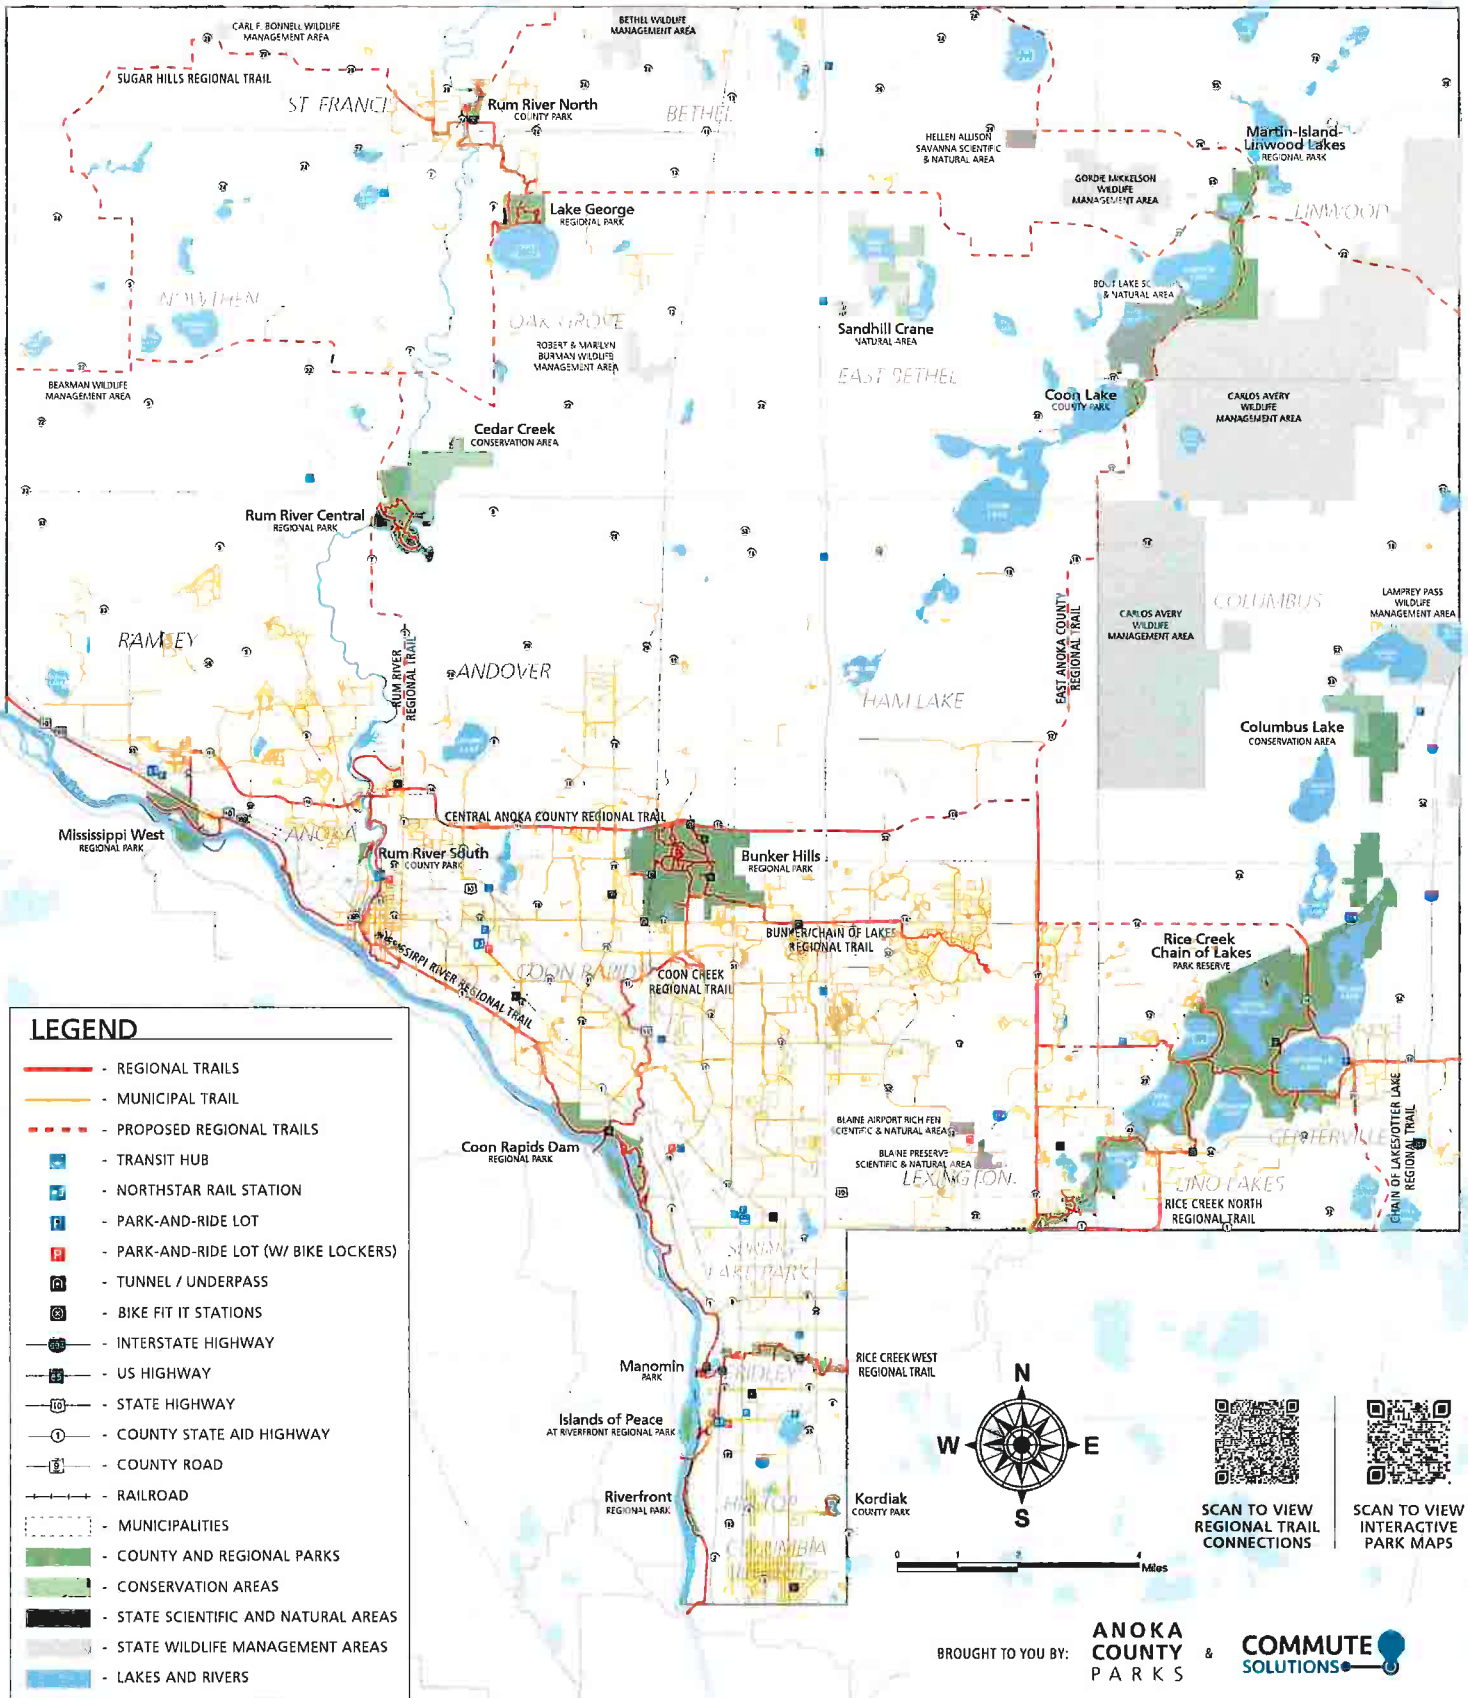 CARL E. BONNELL WILDLIFE
MANAGEMENT AREA
BETHEL WILDLIFE
MANAGEMENT AREA
SUGAR HILLS REGIONAL TRAIL
ST FRANCIS
Rum River North
COUNTY PARK
BETHEL
HELEN ALLISON
SAVANNA SCIENTIFIC
& NATURAL AREA
Martin-Island-
Linwood Lakes
REGIONAL PARK
GORDIE MIKKELSON
WILDLIFE
MANAGEMENT AREA
LINWOOD
Lake George
REGIONAL PARK
NOWTHEN
OAK GROVE
BOOT LAKE
& NATURAL AREA
Sandhill Crane
NATURAL AREA
ROBERT & MARILYN
BURMAN WILDLIFE
MANAGEMENT AREA
EAST BETHEL
BEARMAN WILDLIFE
MANAGEMENT AREA
Coon Lake
COUNTY PARK
CARLOS AVERY
WILDLIFE
MANAGEMENT AREA
Cedar Creek
CONSERVATION AREA
Rum River Central
REGIONAL PARK
RAMSEY
RUM RIVER
REGIONAL TRAIL
ANDOVER
HAM LAKE
EAST ANOKA COUNTY
REGIONAL TRAIL
CARLOS AVERY
WILDLIFE
MANAGEMENT AREA
COLUMBUS
LAMPREY PASS
WILDLIFE
MANAGEMENT AREA
Columbus Lake
CONSERVATION AREA
Mississippi West
REGIONAL PARK
ANOKA
CENTRAL ANOKA COUNTY REGIONAL TRAIL
Rum River South
COUNTY PARK
Bunker Hills
REGIONAL PARK
BUNKER/CHAIN OF LAKES
REGIONAL TRAIL
Rice Creek
Chain of Lakes
PARK RESERVE
MISSISSIPPI RIVER REGIONAL TRAIL
COON RAPIDS
COON CREEK
REGIONAL TRAIL
Coon Rapids Dam
REGIONAL PARK
BLAINE AIRPORT RICH FEN
SCIENTIFIC & NATURAL AREA
BLAINE PRESERVE
SCIENTIFIC & NATURAL AREA
LEXINGTON
CENTERVILLE
LINO LAKES
RICE CREEK NORTH
REGIONAL TRAIL
CHAIN OF LAKES/OTTER LAKE
REGIONAL TRAIL
SPRING
LAKE PARK
Manomin
PARK
FRIDLEY
RICE CREEK WEST
REGIONAL TRAIL
Islands of Peace
AT RIVERFRONT REGIONAL PARK
Riverfront
REGIONAL PARK
HILLTOP
Kordiak
COUNTY PARK
COLUMBIA
LEGEND
- REGIONAL TRAILS
- MUNICIPAL TRAIL
- PROPOSED REGIONAL TRAILS
- TRANSIT HUB
- NORTHSTAR RAIL STATION
- PARK-AND-RIDE LOT
- PARK-AND-RIDE LOT (W/ BIKE LOCKERS)
- TUNNEL / UNDERPASS
- BIKE FIT IT STATIONS
- INTERSTATE HIGHWAY
- US HIGHWAY
- STATE HIGHWAY
- COUNTY STATE AID HIGHWAY
- COUNTY ROAD
- RAILROAD
- MUNICIPALITIES
- COUNTY AND REGIONAL PARKS
- CONSERVATION AREAS
- STATE SCIENTIFIC AND NATURAL AREAS
- STATE WILDLIFE MANAGEMENT AREAS
- LAKES AND RIVERS
N
W E
S
0 1 2 4
Miles
SCAN TO VIEW
REGIONAL TRAIL
CONNECTIONS
SCAN TO VIEW
INTERACTIVE
PARK MAPS
BROUGHT TO YOU BY:
ANOKA
COUNTY
PARKS
&
COMMUTE
SOLUTIONS